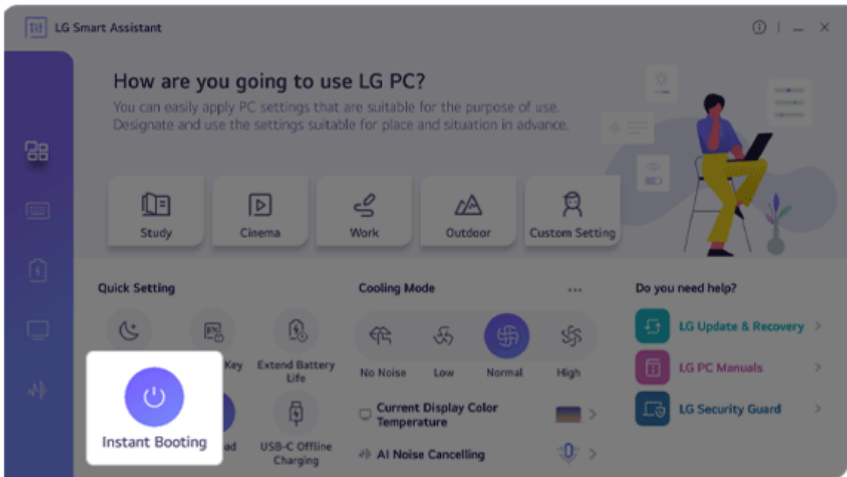 LG Smart Assistant
How are you going to use LG PC?
You can easily apply PC settings that are suitable for the purpose of use.
Designate and use the settings suitable for place and situation in advance.
Study
Cinema
Work
Outdoor
Custom Setting
Quick Setting
Key
Extend Battery
Life
Instant Booting
ad
USB-C Offline
Charging
Cooling Mode
No Noise
Low
Normal
High
Current Display Color
Temperature
AI Noise Cancelling
Do you need help?
LG Update & Recovery
LG PC Manuals
LG Security Guard